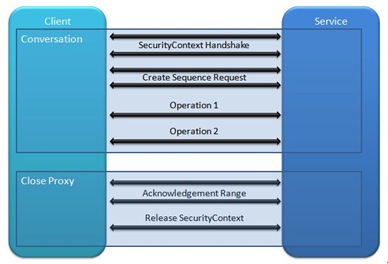 Client
Service
Conversation
SecurityContext Handshake
Create Sequence Request
Operation 1
Operation 2
Close Proxy
Acknowledgement Range
Release SecurityContext